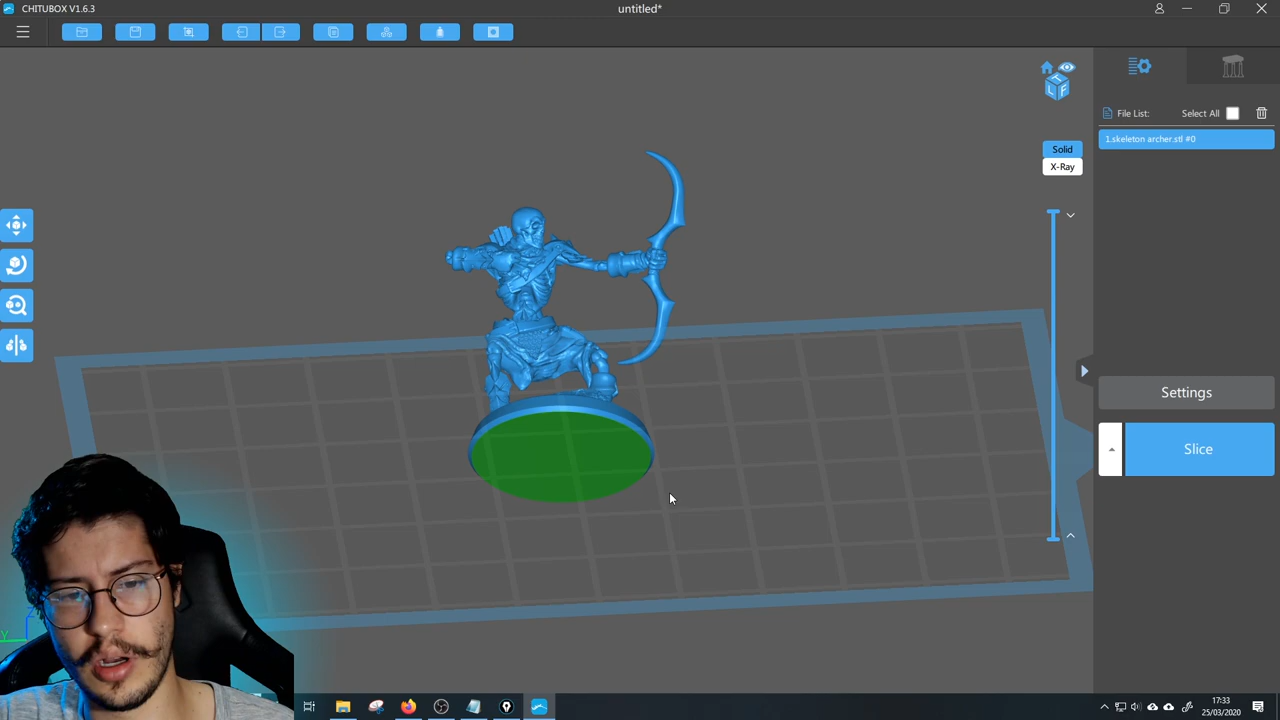 CHITUBOX V1.6.3
untitled*
File List:
Select All
1.skeleton archer.stl #0
T
L F
Solid
X-Ray
Settings
Slice
Y
17:33
25/03/2020